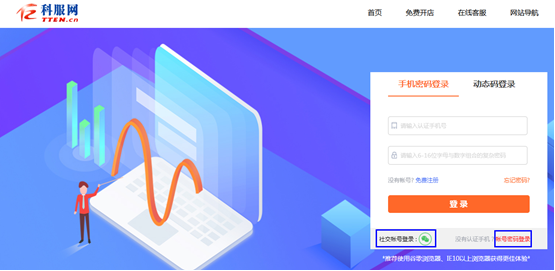 科服网
TTEN.cn
首页 免费开店 在线客服 网站导航
手机密码登录 动态码登录
请输入认证手机号
请输入6-16位字母与数字组合的登录密码
没有帐号? 免费注册 忘记密码?
登录
社交帐号登录： 没有认证手机? 帐号密码登录
*推荐使用谷歌浏览器、IE10以上浏览器获得更佳体验*